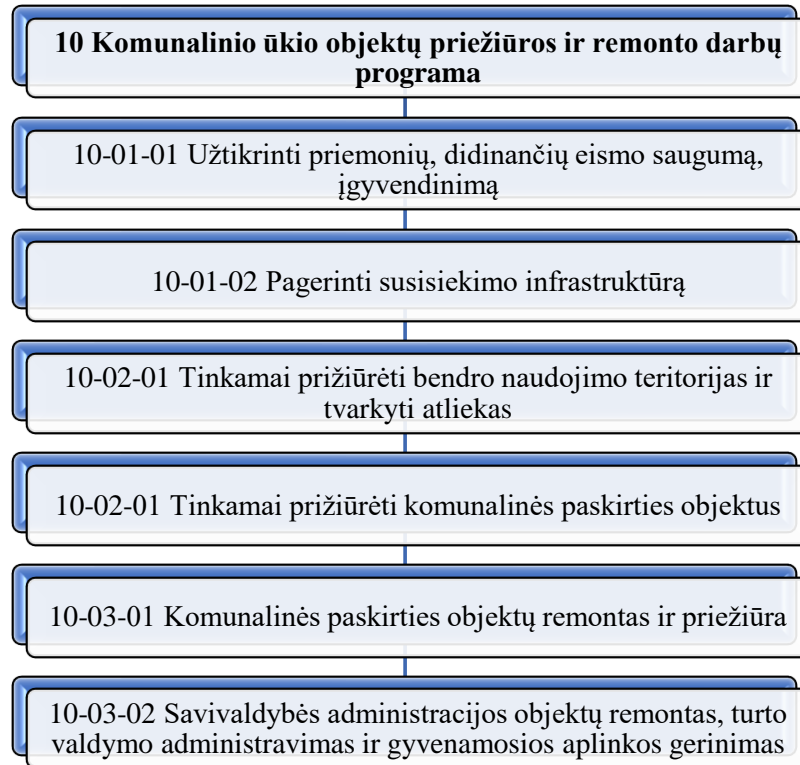 10 Komunalinio ūkio objektų priežiūros ir remonto darbų
programa
10-01-01 Užtikrinti priemonių, didinančių eismo saugumą,
įgyvendinimą
10-01-02 Pagerinti susisiekimo infrastruktūrą
10-02-01 Tinkamai prižiūrėti bendro naudojimo teritorijas ir
tvarkyti atliekas
10-02-01 Tinkamai prižiūrėti komunalinės paskirties objektus
10-03-01 Komunalinės paskirties objektų remontas ir priežiūra
10-03-02 Savivaldybės administracijos objektų remontas, turto
valdymo administravimas ir gyvenamosios aplinkos gerinimas